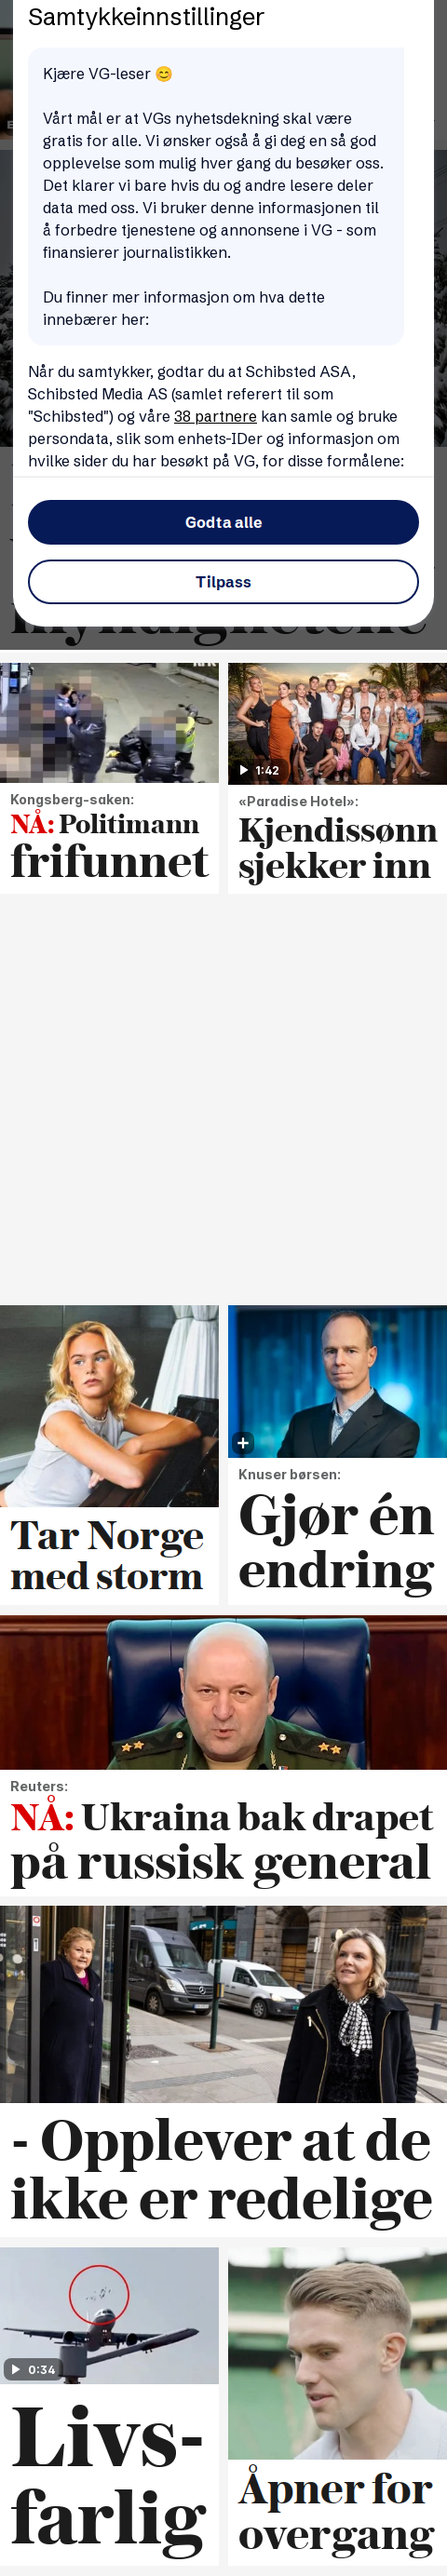 Samtykkeinnstillinger
Kjære VG-leser 😊
Vårt mål er at VGs nyhetsdekning skal være
gratis for alle. Vi ønsker også å gi deg en så god
opplevelse som mulig hver gang du besøker oss.
Det klarer vi bare hvis du og andre lesere deler
data med oss. Vi bruker denne informasjonen til
å forbedre tjenestene og annonsene i VG - som
finansierer journalistikken.
Du finner mer informasjon om hva dette
innebærer her:
Når du samtykker, godtar du at Schibsted ASA,
Schibsted Media AS (samlet referert til som
"Schibsted") og våre 38 partnere kan samle og bruke
persondata, slik som enhets-IDer og informasjon om
hvilke sider du har besøkt på VG, for disse formålene:
Godta alle
Tilpass
myndighetene
NRK
Kongsberg-saken:
NÅ: Politimann
frifunnet
1:42
«Paradise Hotel»:
Kjendissønn
sjekker inn
Tar Norge
med storm
Knuser børsen:
Gjør én
endring
Reuters:
NÅ: Ukraina bak drapet
på russisk general
- Opplever at de
ikke er redelige
0:34
Livs-
farlig
Åpner for
overgang